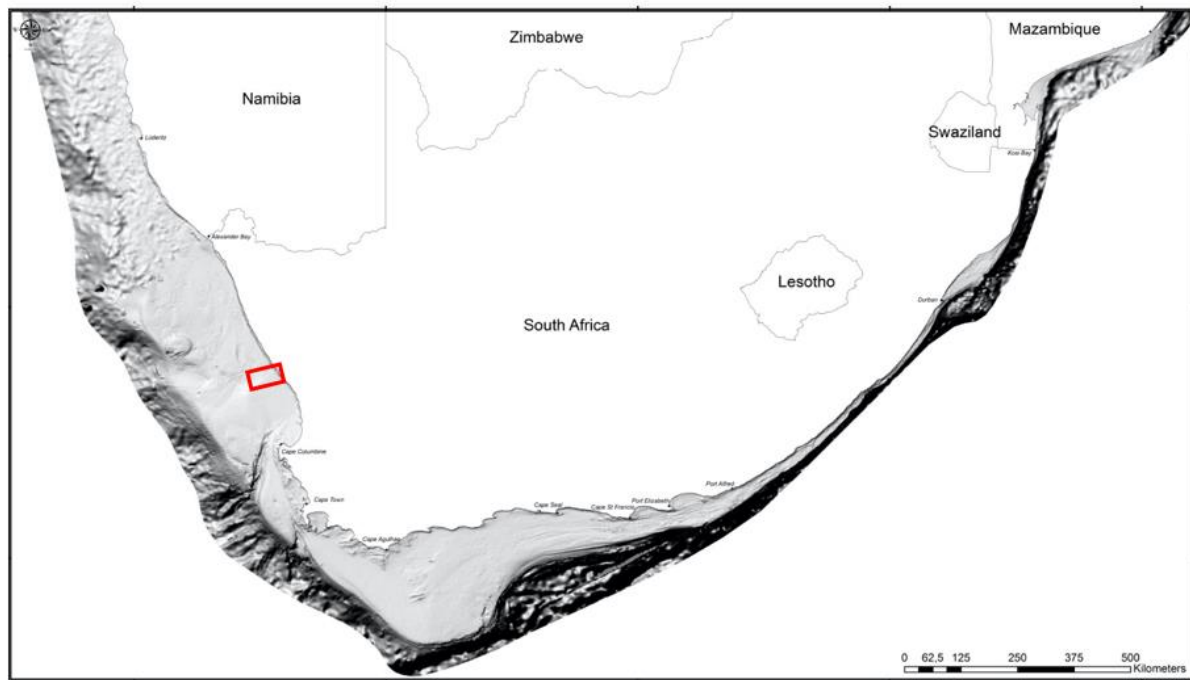 Mazambique
Zimbabwe
Namibia
Swaziland
Lüderitz
Kosi Bay
Alexander Bay
Lesotho
Durban
South Africa
Cape Columbine
Port Alfred
Cape Town
Port Elizabeth
Cape Seal
Cape St Francis
Cape Agulhas
0 62,5 125 250 375 500
Kilometers